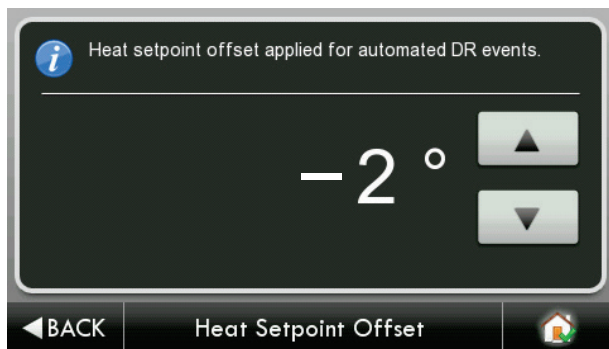 Heat setpoint offset applied for automated DR events.
−2 °
BACK
Heat Setpoint Offset